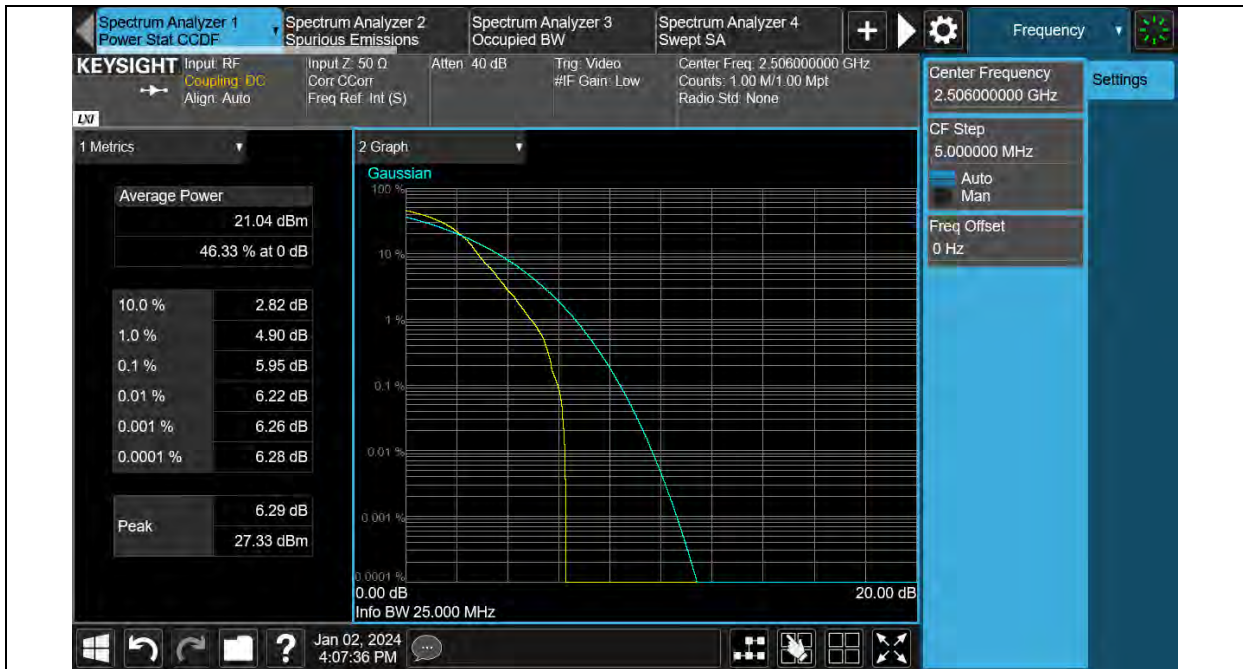 Spectrum Analyzer 1
Power Stat CCDF
Spectrum Analyzer 2
Spurious Emissions
Spectrum Analyzer 3
Occupied BW
Spectrum Analyzer 4
Swept SA
+
Frequency
KEYSIGHT
Input: RF
Coupling: DC
Align: Auto
Input Z: 50 Ω
Corr CCorr
Freq Ref: Int (S)
Atten: 40 dB
Trig: Video
#IF Gain: Low
Center Freq: 2.506000000 GHz
Counts: 1.00 M/1.00 Mpt
Radio Std: None
LXI
Center Frequency
2.506000000 GHz
Settings
CF Step
5.000000 MHz
Auto
Man
Freq Offset
0 Hz
1 Metrics
Average Power
21.04 dBm
46.33 % at 0 dB
10.0 % 2.82 dB
1.0 % 4.90 dB
0.1 % 5.95 dB
0.01 % 6.22 dB
0.001 % 6.26 dB
0.0001 % 6.28 dB
Peak
6.29 dB
27.33 dBm
2 Graph
Gaussian
100 %
10 %
1 %
0.1 %
0.01 %
0.001 %
0.0001 %
0.00 dB
20.00 dB
Info BW 25.000 MHz
?
Jan 02, 2024
4:07:36 PM